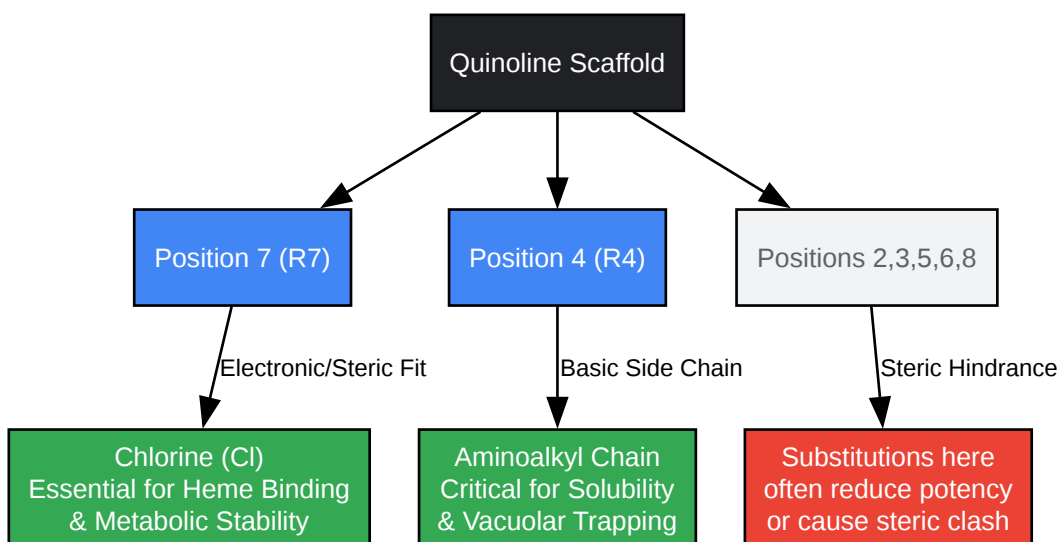 Quinoline Scaffold
Position 7 (R7)
Position 4 (R4)
Positions 2,3,5,6,8
Electronic/Steric Fit
Basic Side Chain
Steric Hindrance
Chlorine (Cl)
Essential for Heme Binding
& Metabolic Stability
Aminoalkyl Chain
Critical for Solubility
& Vacuolar Trapping
Substitutions here
often reduce potency
or cause steric clash